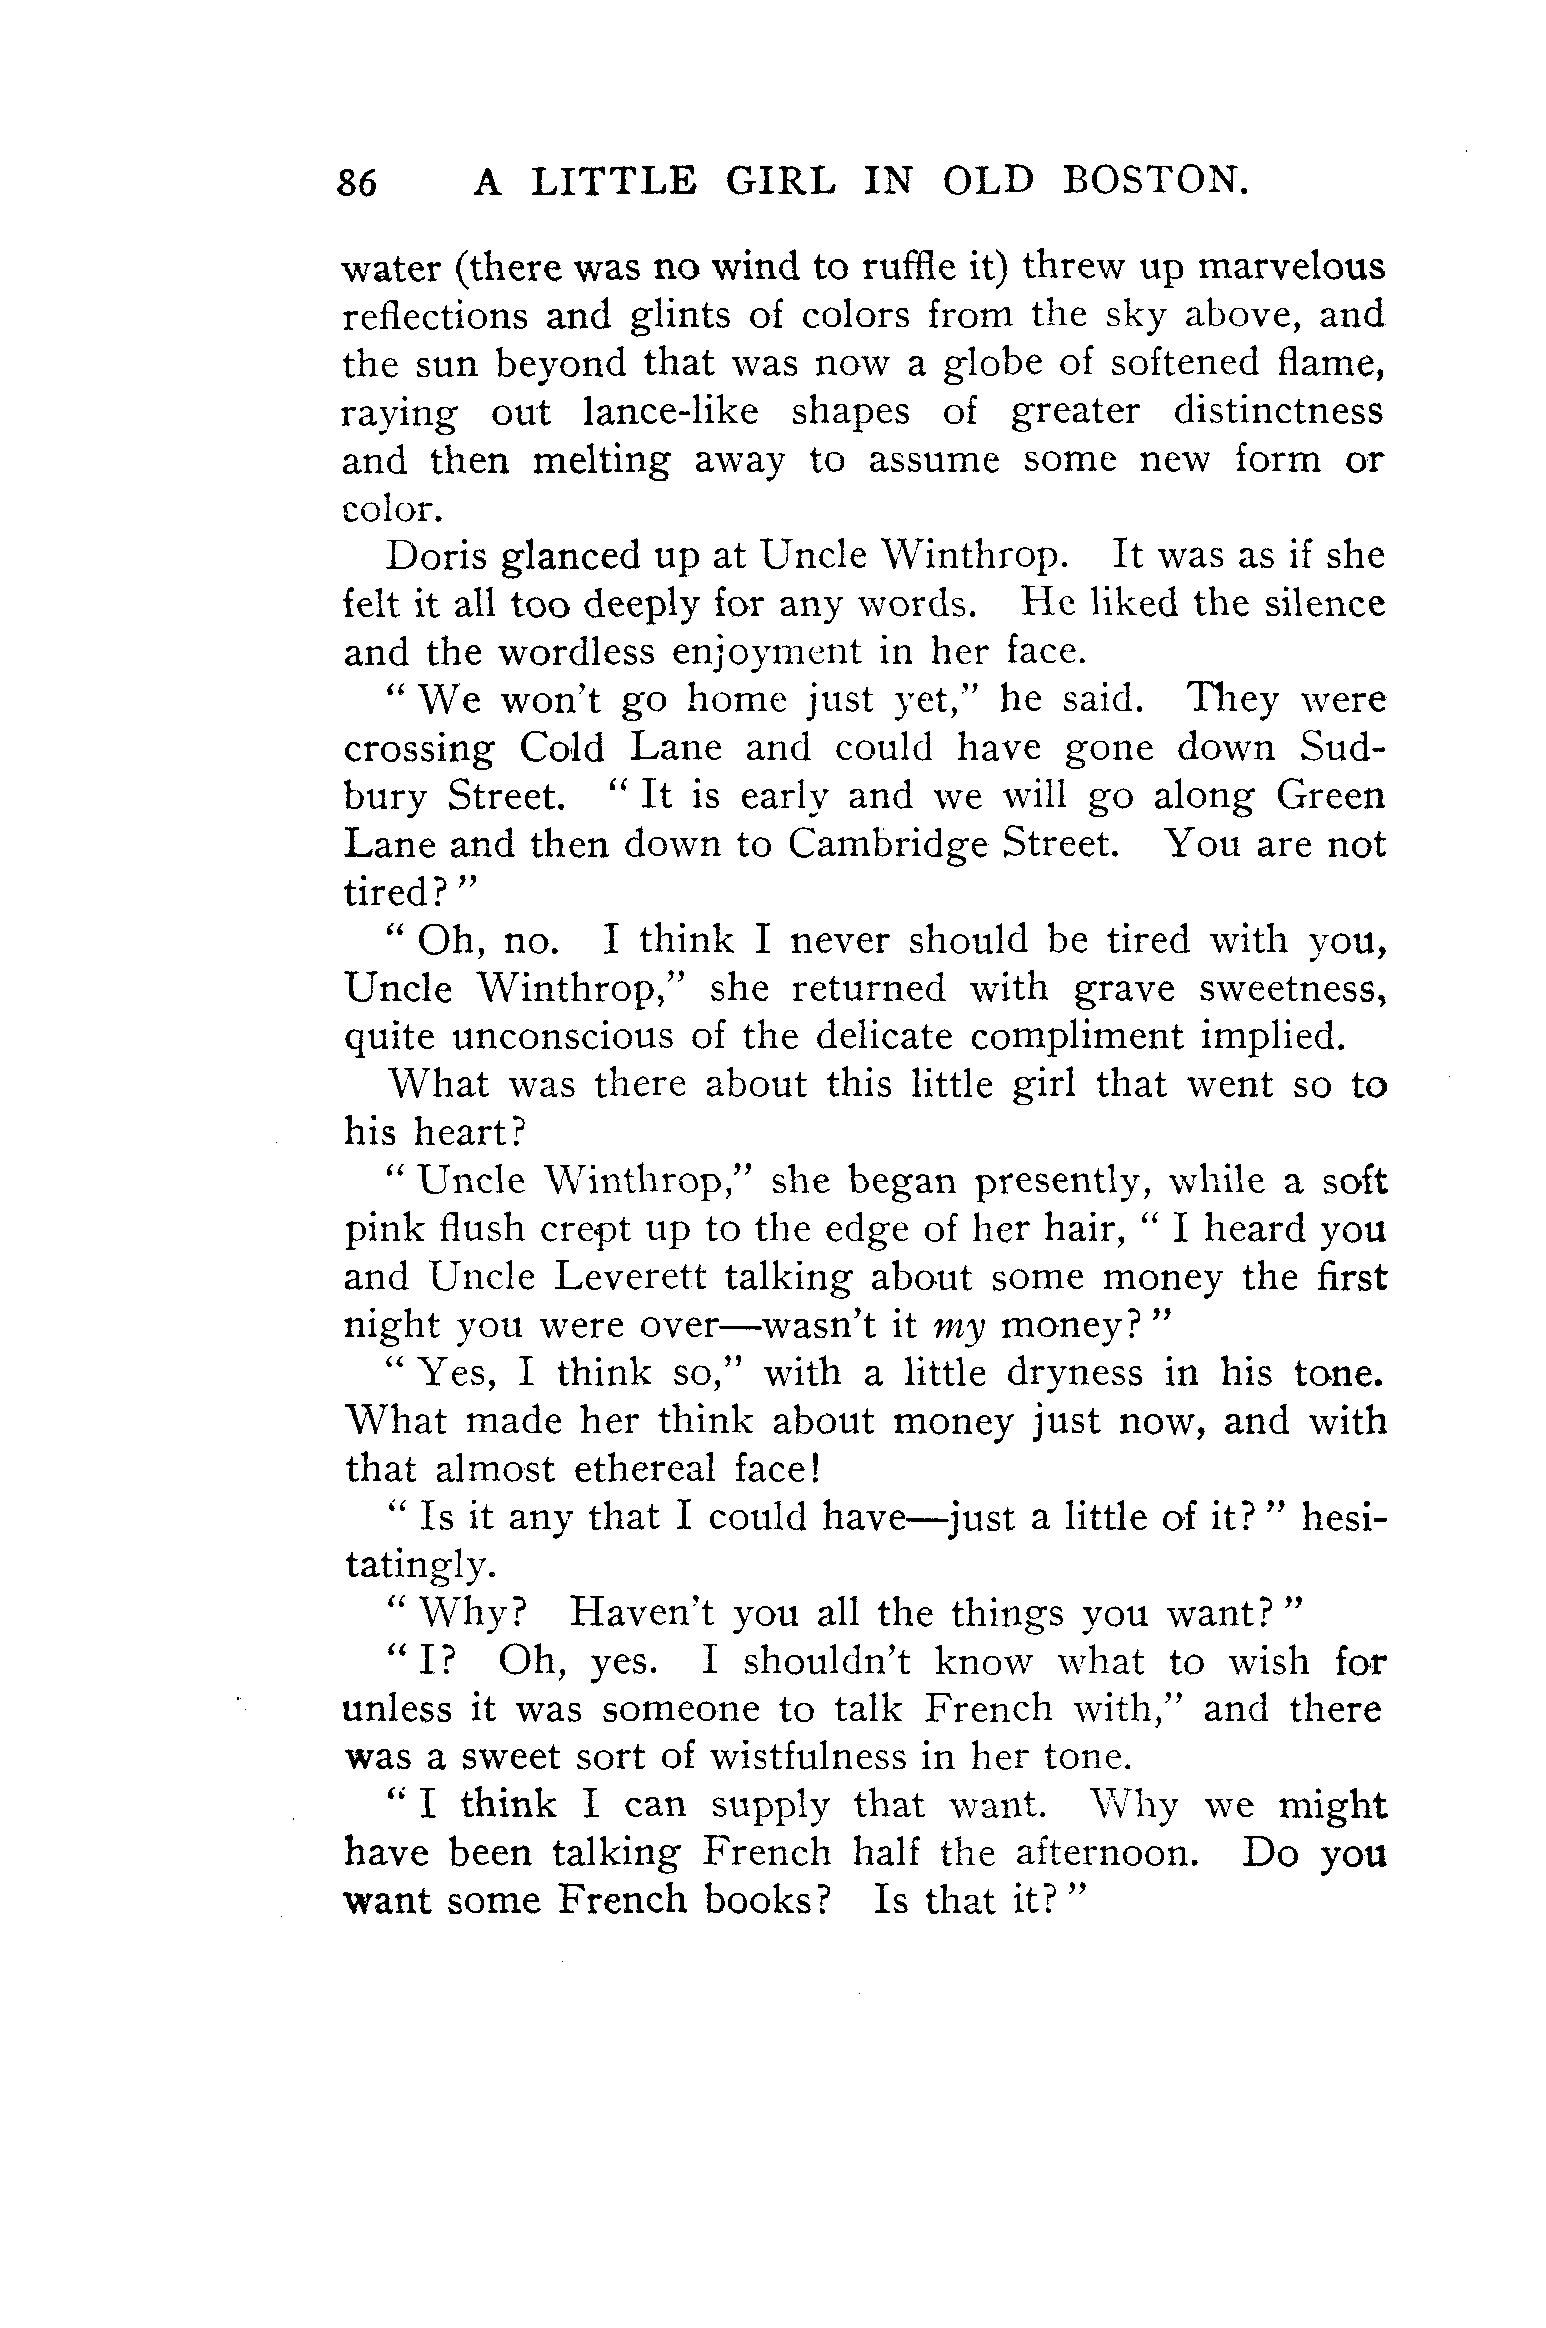 86 A LITTLE GIRL IN OLD BOSTON.
water (there was no wind to ruffle it) threw up marvelous
reflections and glints of colors from the sky above, and
the sun beyond that was now a globe of softened flame,
raying out lance-like shapes of greater distinctness
and then melting away to assume some new form or
color.
Doris glanced up at Uncle Winthrop. It was as if she
felt it all too deeply for any words. He liked the silence
and the wordless enjoyment in her face.
“ We won’t go home just yet,” he said. They were
crossing Cold Lane and could have gone down Sud-
bury Street. “ It is early and we will go along Green
Lane and then down to Cambridge Street. You are not
tired? ”
“ Oh, no. I think I never should be tired with you,
Uncle Winthrop,” she returned with grave sweetness,
quite unconscious of the delicate compliment implied.
What was there about this little girl that went so to
his heart?
“ Uncle Winthrop,” she began presently, while a soft
pink flush crept up to the edge of her hair, “ I heard you
and Uncle Leverett talking about some money the first
night you were over—wasn’t it my money? ”
“ Yes, I think so,” with a little dryness in his tone.
What made her think about money just now, and with
that almost ethereal face!
“ Is it any that I could have—just a little of it? ” hesi-
tatingly.
“ Why? Haven’t you all the things you want? ”
“ I? Oh, yes. I shouldn’t know what to wish for
unless it was someone to talk French with,” and there
was a sweet sort of wistfulness in her tone.
“ I think I can supply that want. Why we might
have been talking French half the afternoon. Do you
want some French books? Is that it? ”